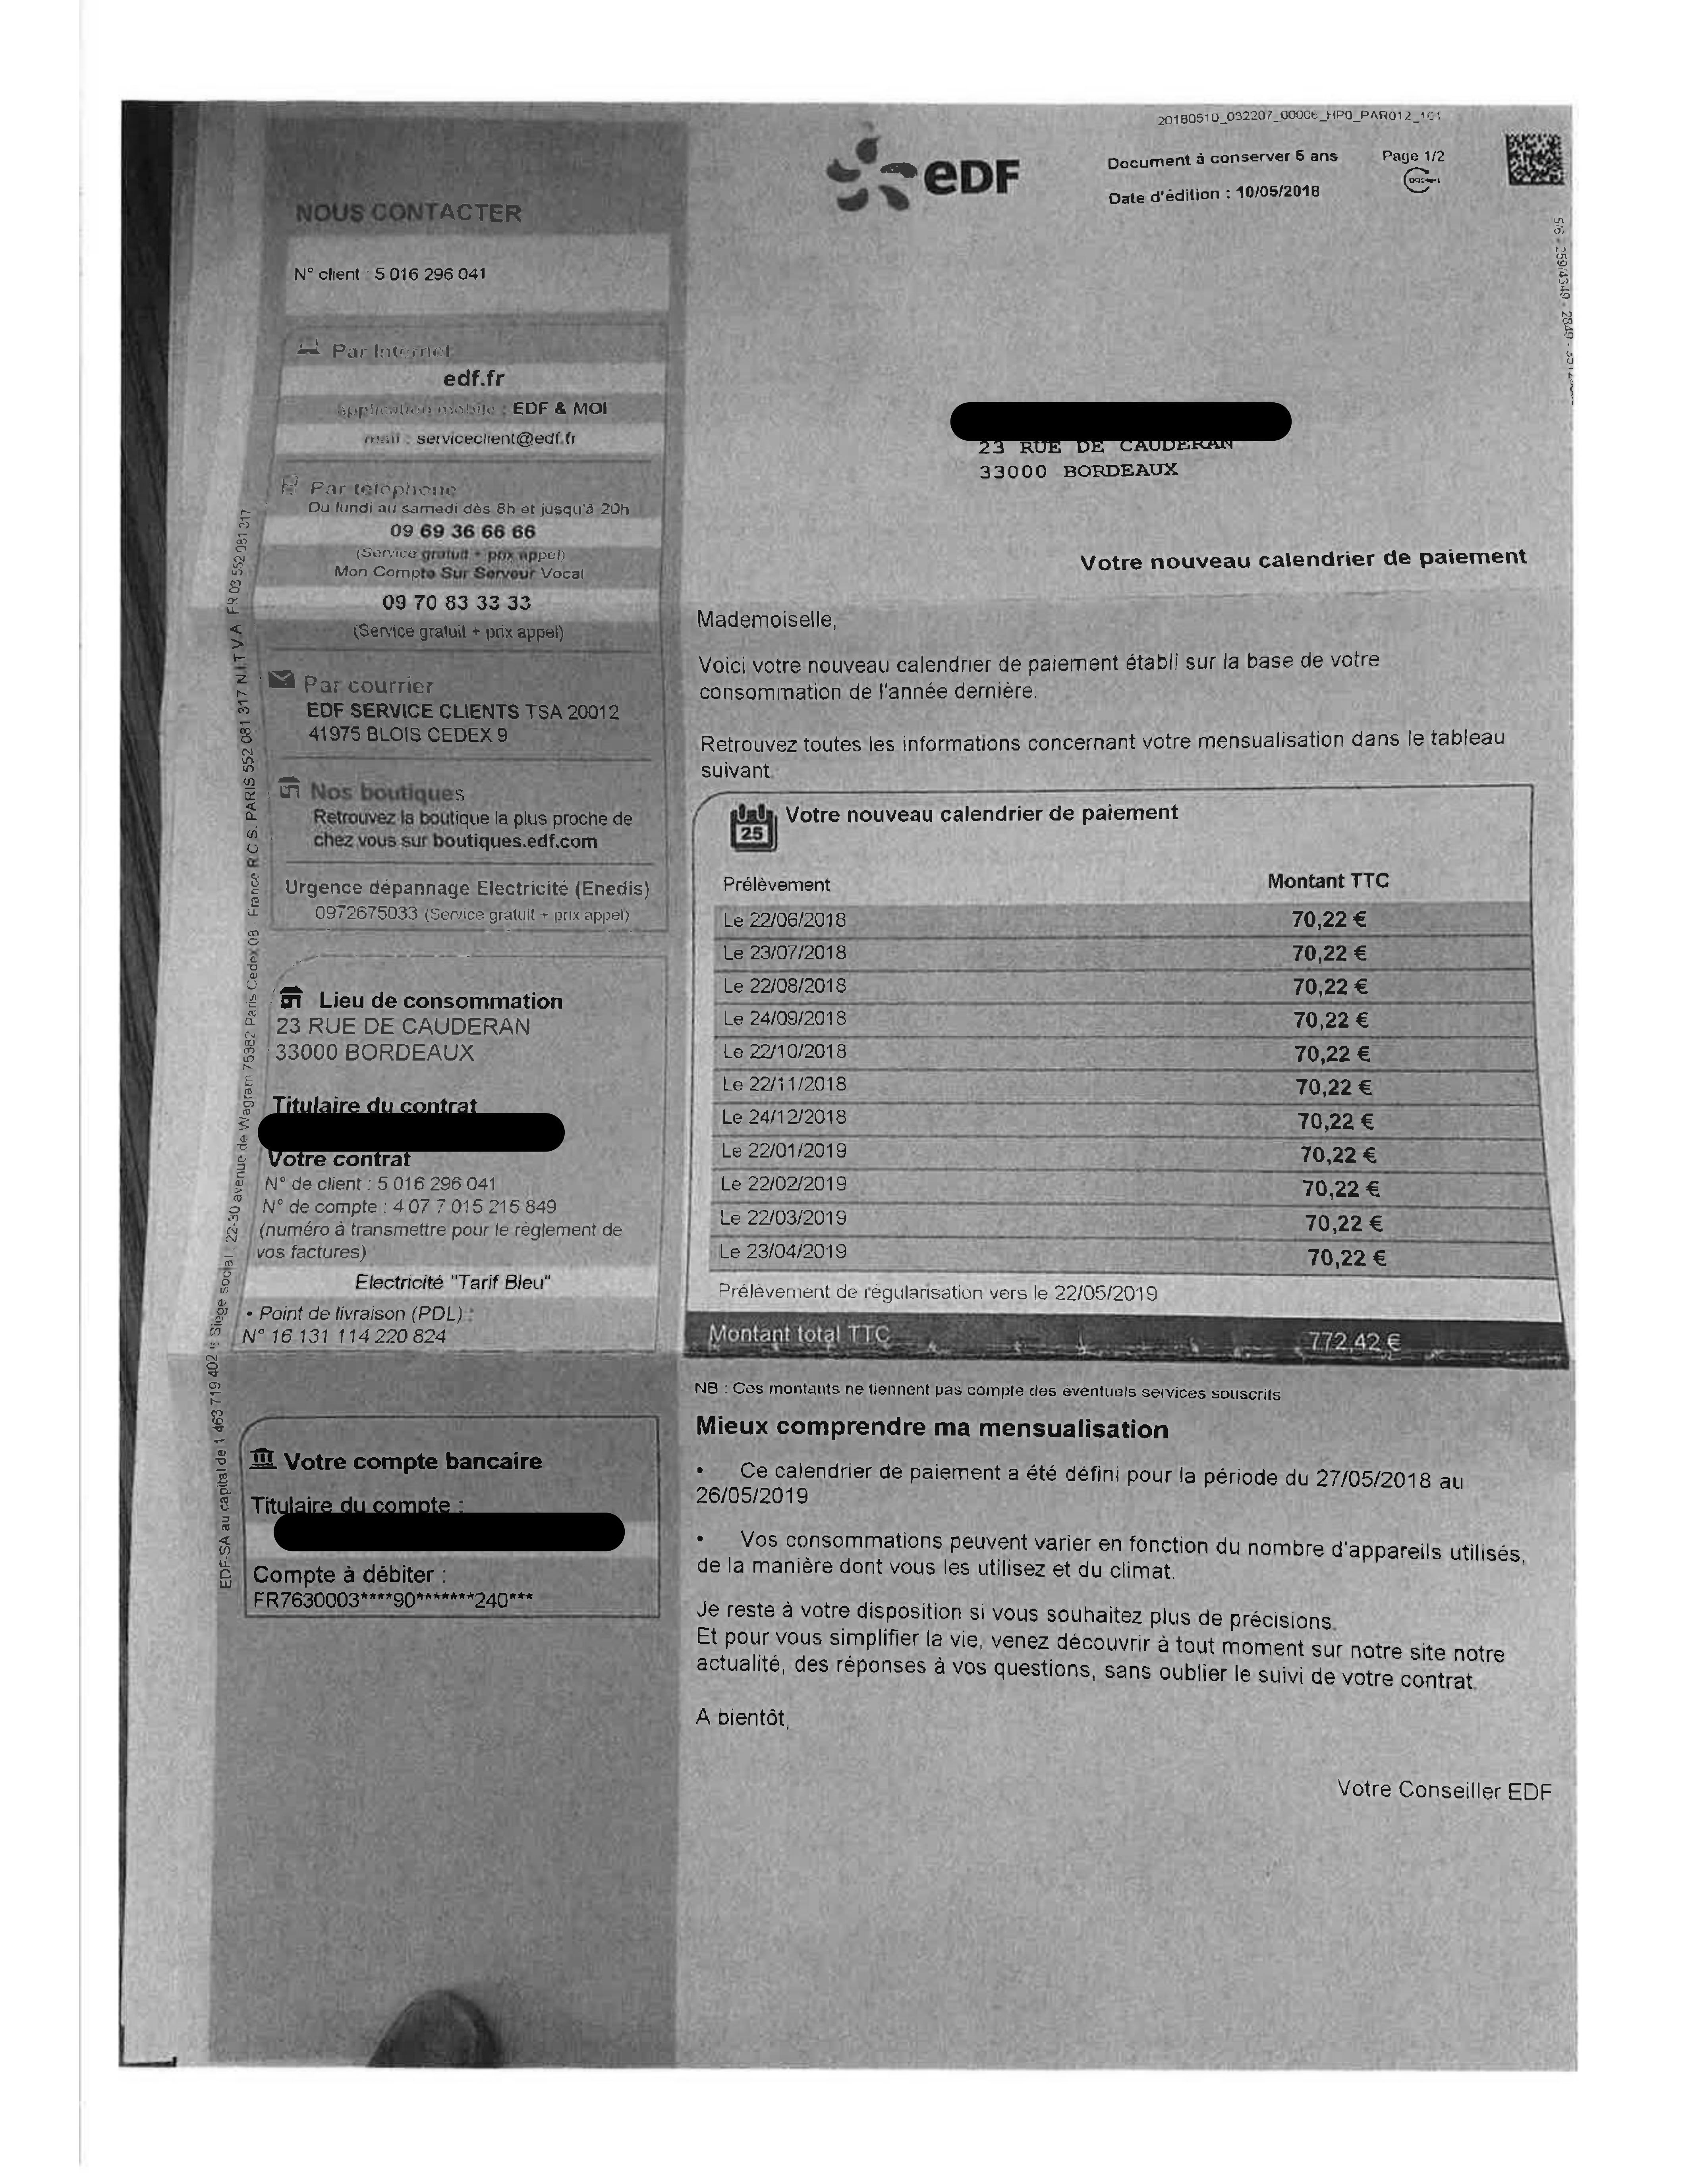 20180510_032207_00006_HP0_PAR012_101
eDF
Document à conserver 5 ans
Page 1/2
Date d'édition : 10/05/2018
NOUS CONTACTER
N° client : 5 016 296 041
Par Internet
edf.fr
application mobile : EDF & MOI
mail : serviceclient@edf.fr
Par téléphone
Du lundi au samedi dès 8h et jusqu'à 20h
09 69 36 66 66
(Service gratuit + prix appel)
Mon Compte Sur Serveur Vocal
09 70 83 33 33
(Service gratuit + prix appel)
Par courrier
EDF SERVICE CLIENTS TSA 20012
41975 BLOIS CEDEX 9
Nos boutiques
Retrouvez la boutique la plus proche de
chez vous sur boutiques.edf.com
Urgence dépannage Electricité (Enedis)
0972675033 (Service gratuit + prix appel)
Lieu de consommation
23 RUE DE CAUDERAN
33000 BORDEAUX
Titulaire du contrat
Votre contrat
N° de client : 5 016 296 041
N° de compte : 4 07 7 015 215 849
(numéro à transmettre pour le règlement de
vos factures)
Electricité "Tarif Bleu"
• Point de livraison (PDL) :
N° 16 131 114 220 824
Votre compte bancaire
Titulaire du compte :
Compte à débiter :
FR7630003****90*******240***
EDF-SA au capital de 1 463 719 402 € Siège social : 22-30 avenue de Wagram 75382 Paris Cedex 08 - France R C S PARIS 552 081 317 N.I.T.V.A FR 03 552 081 317
23 RUE DE CAUDERAN
33000 BORDEAUX
Votre nouveau calendrier de paiement
Mademoiselle,
Voici votre nouveau calendrier de paiement établi sur la base de votre
consommation de l'année dernière.
Retrouvez toutes les informations concernant votre mensualisation dans le tableau
suivant.
25
Votre nouveau calendrier de paiement
Prélèvement Montant TTC
Le 22/06/2018 70,22 €
Le 23/07/2018 70,22 €
Le 22/08/2018 70,22 €
Le 24/09/2018 70,22 €
Le 22/10/2018 70,22 €
Le 22/11/2018 70,22 €
Le 24/12/2018 70,22 €
Le 22/01/2019 70,22 €
Le 22/02/2019 70,22 €
Le 22/03/2019 70,22 €
Le 23/04/2019 70,22 €
Prélèvement de régularisation vers le 22/05/2019
Montant total TTC 772,42 €
NB : Ces montants ne tiennent pas compte des éventuels services souscrits
Mieux comprendre ma mensualisation
• Ce calendrier de paiement a été défini pour la période du 27/05/2018 au
26/05/2019
• Vos consommations peuvent varier en fonction du nombre d'appareils utilisés,
de la manière dont vous les utilisez et du climat.
Je reste à votre disposition si vous souhaitez plus de précisions.
Et pour vous simplifier la vie, venez découvrir à tout moment sur notre site notre
actualité, des réponses à vos questions, sans oublier le suivi de votre contrat.
A bientôt,
Votre Conseiller EDF